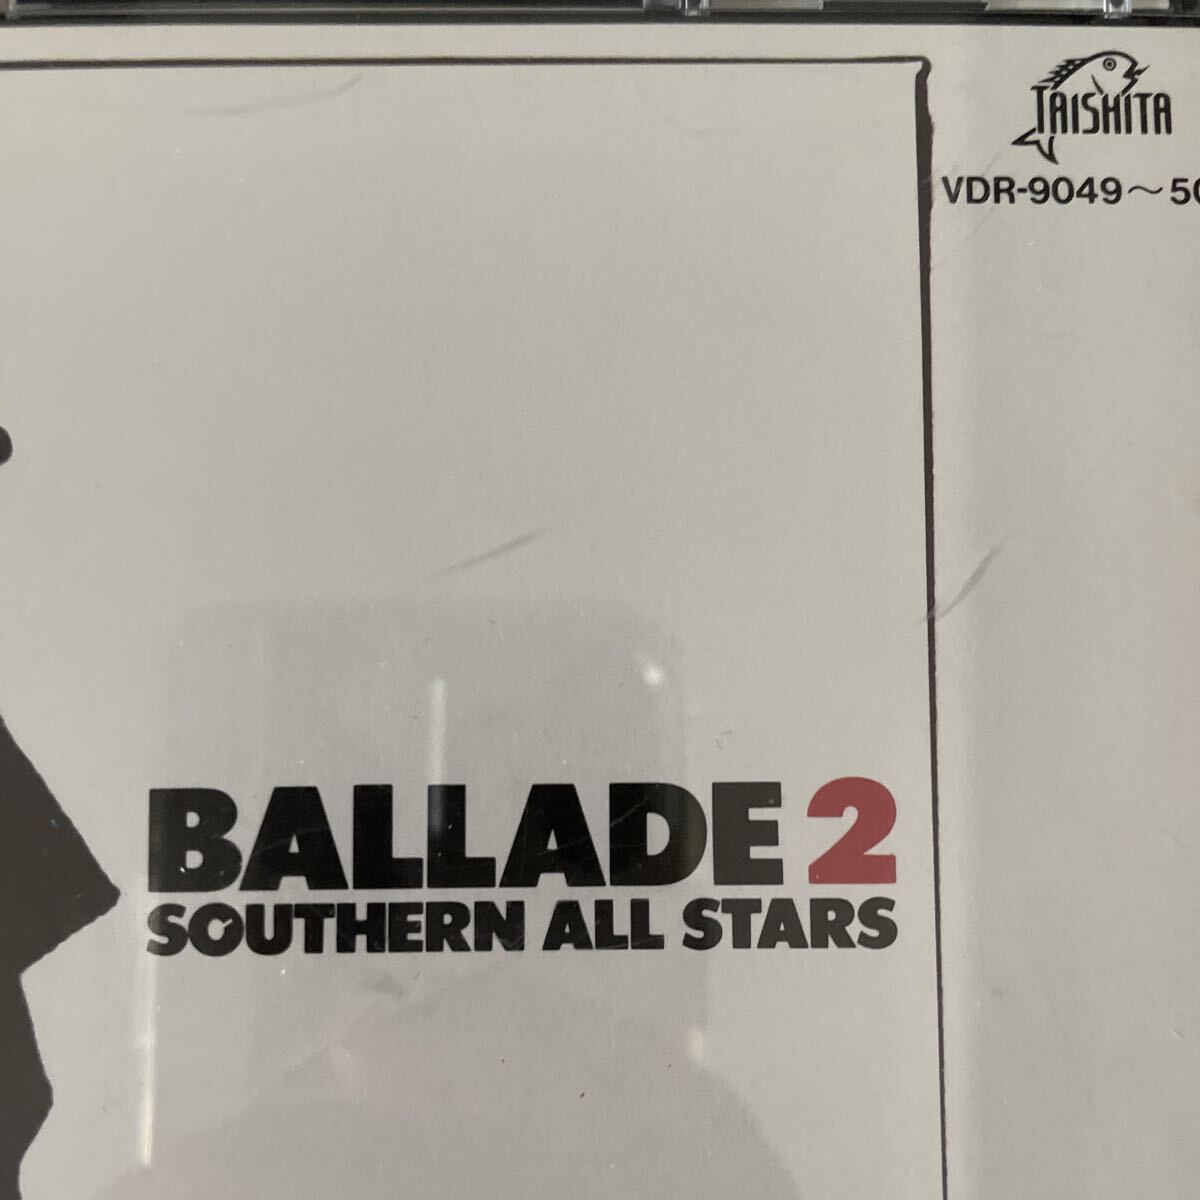 TAISHITA
VDR-9049～50
BALLADE 2
SOUTHERN ALL STARS